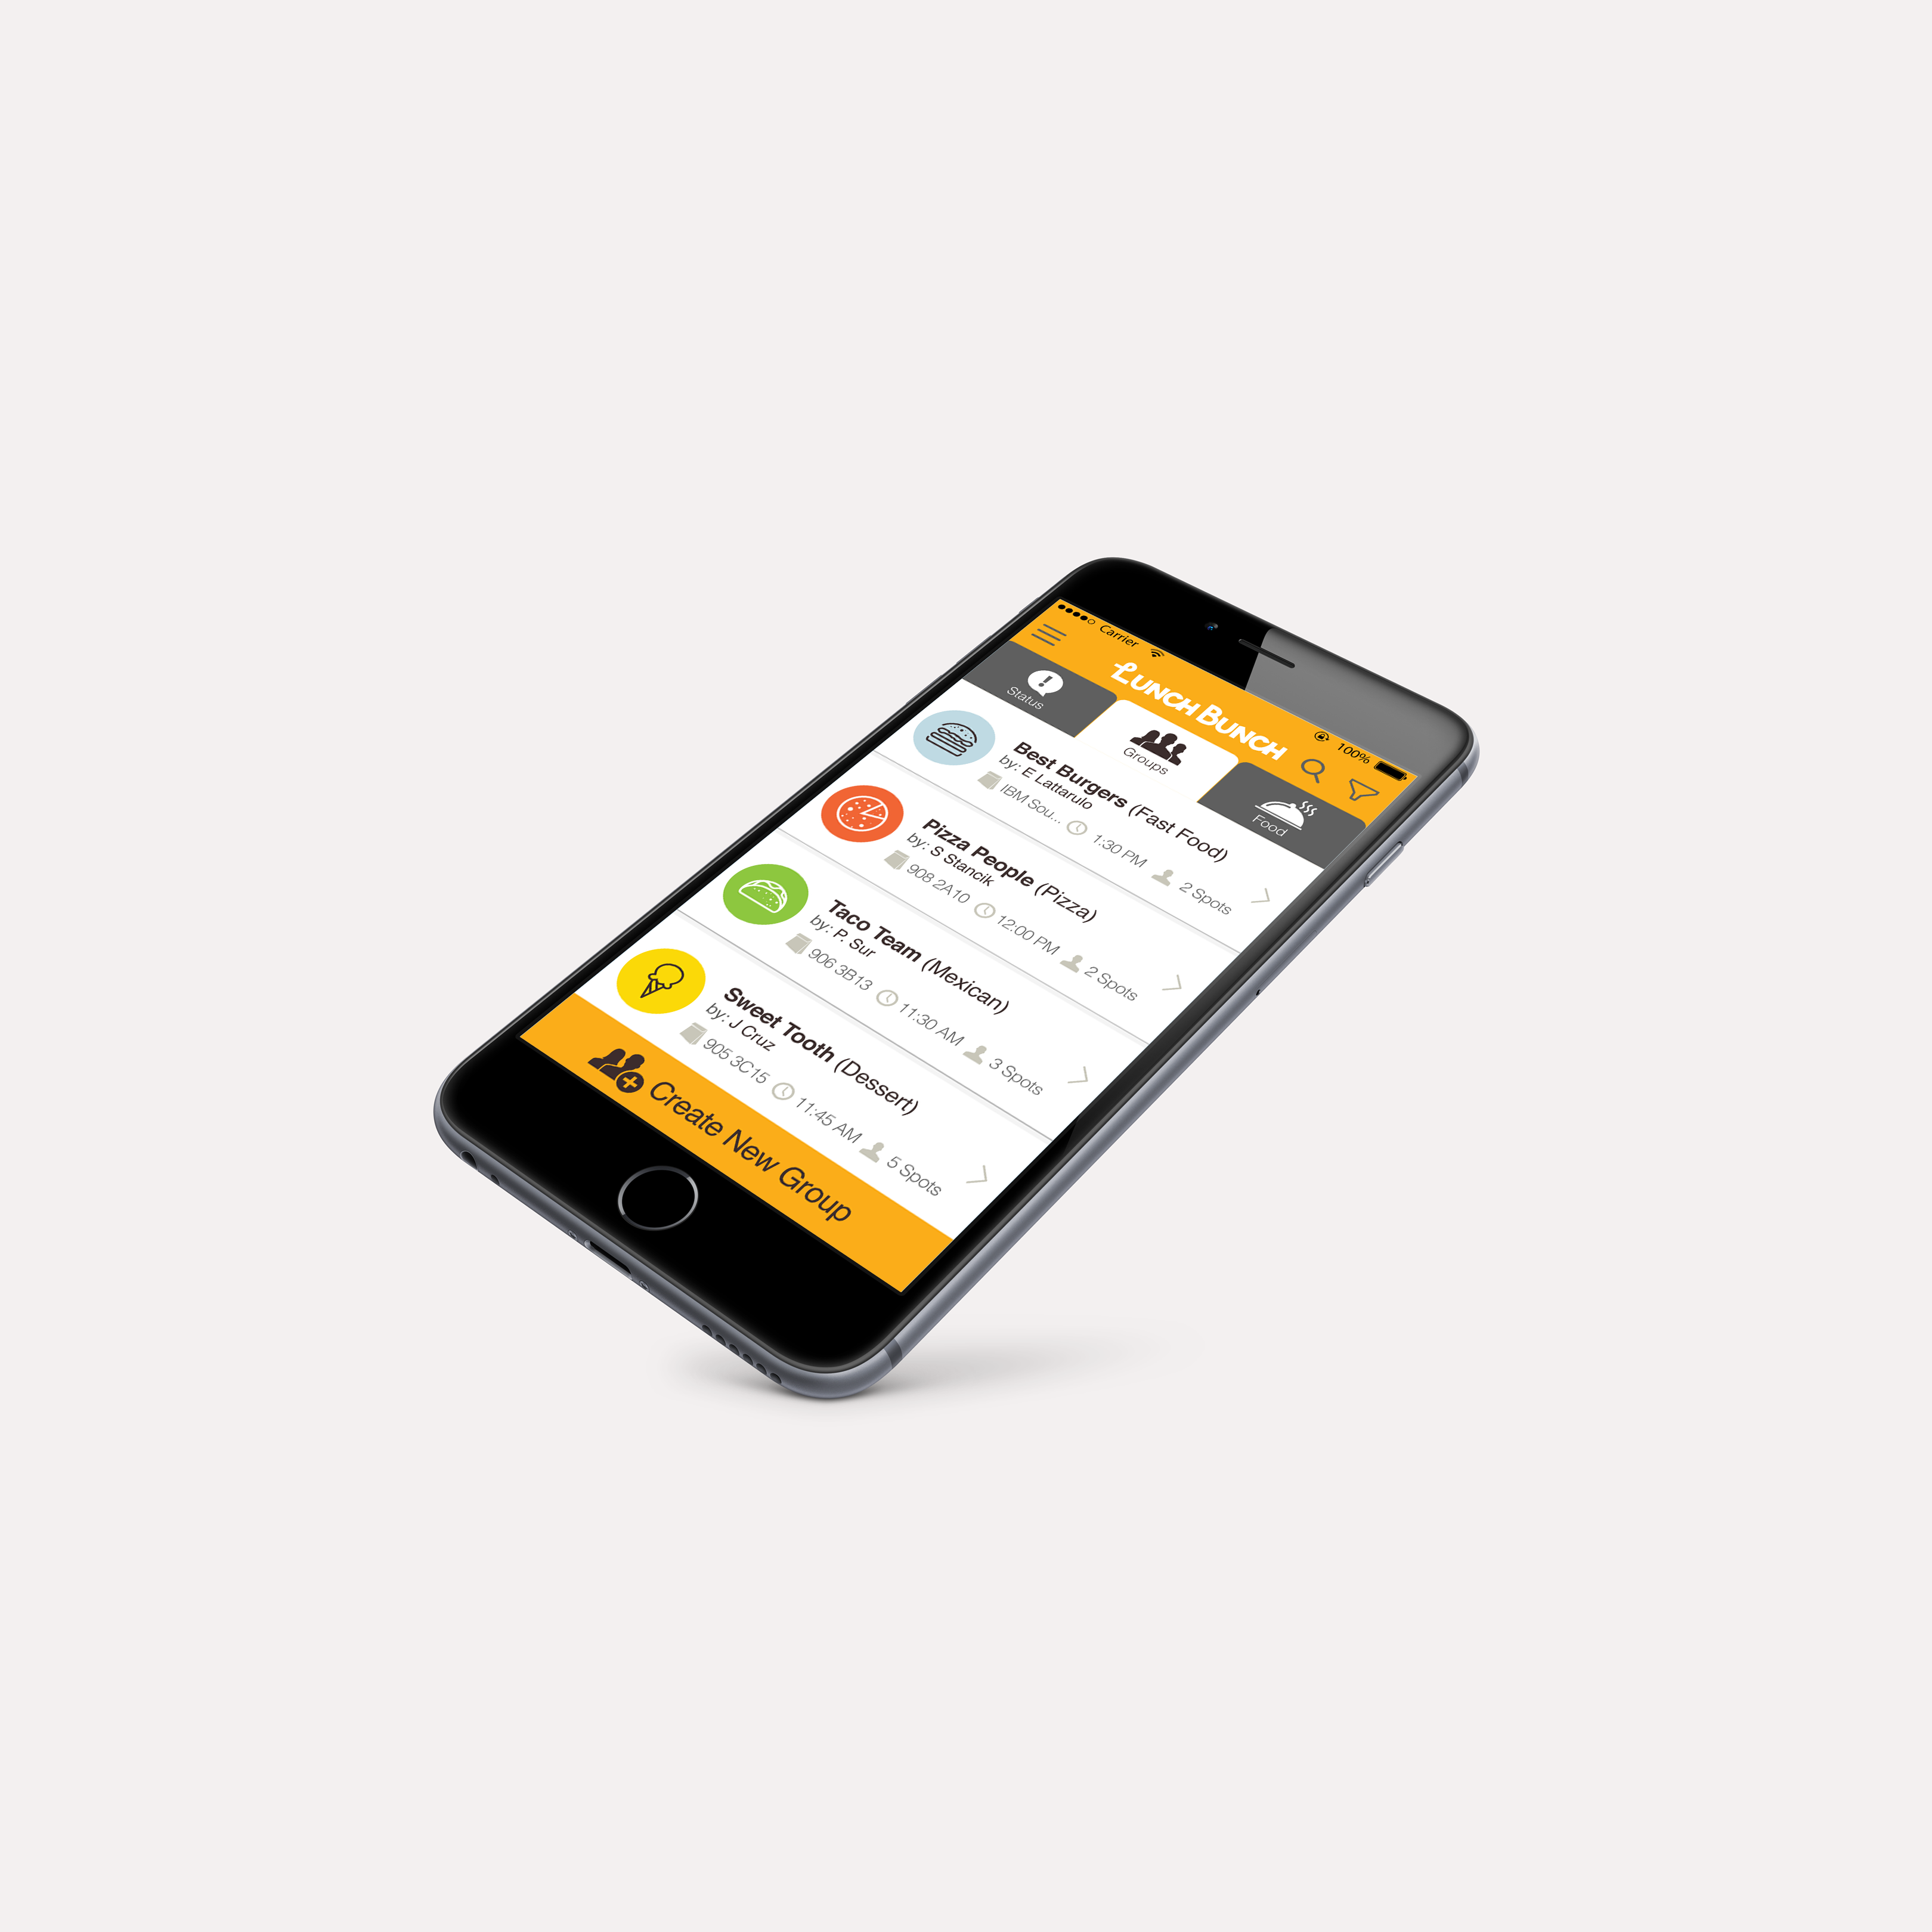 Carrier 100%
LUNCH BUNCH
Status
Groups
Food
Best Burgers (Fast Food)
by: E Lattarulo
IBM Sou... 1:30 PM 2 Spots
Pizza People (Pizza)
by: S Stancik
908 2A10 12:00 PM 2 Spots
Taco Team (Mexican)
by: P. Sur
906 3B13 11:30 AM 3 Spots
Sweet Tooth (Dessert)
by: J Cruz
905 3C15 11:45 AM 5 Spots
Create New Group